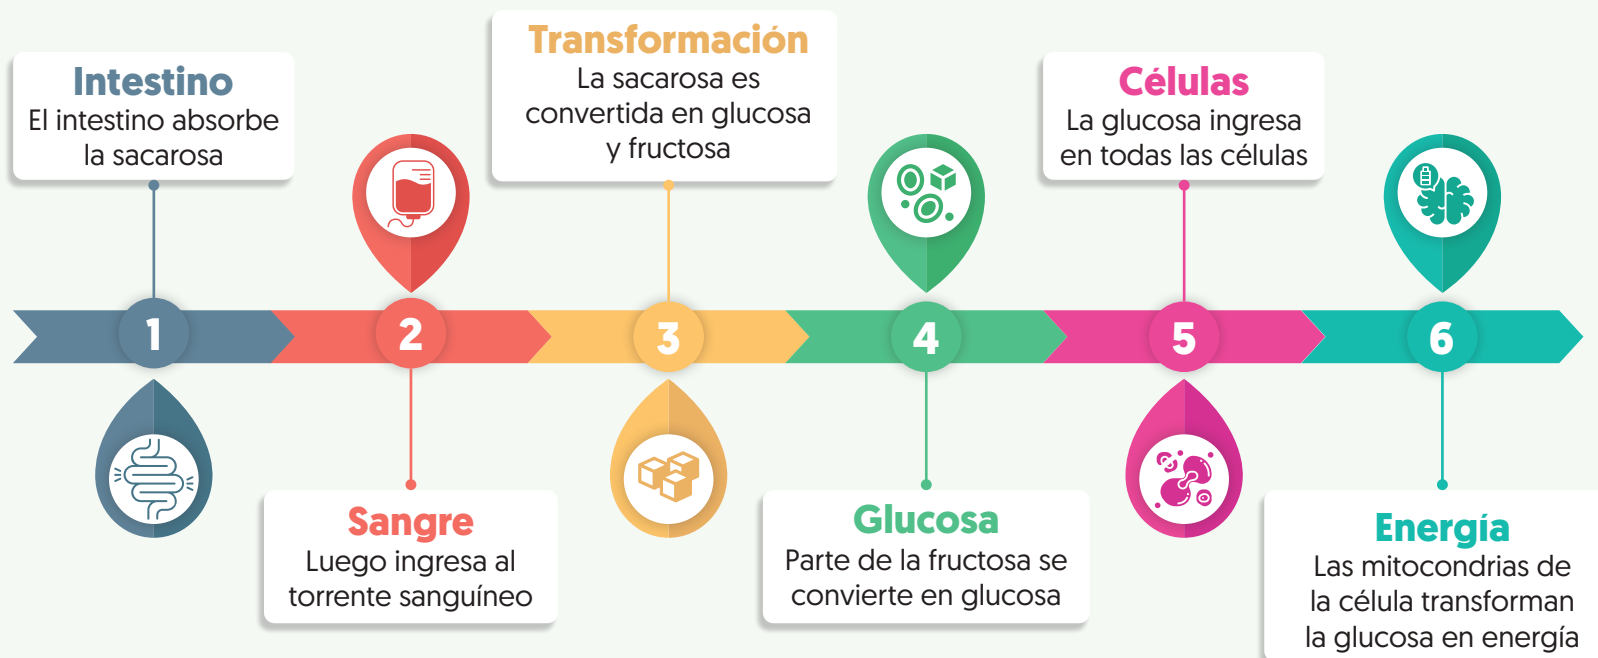 Intestino
El intestino absorbe
la sacarosa
1
Sangre
Luego ingresa al
torrente sanguíneo
2
Transformación
La sacarosa es
convertida en glucosa
y fructosa
3
Glucosa
Parte de la fructosa se
convierte en glucosa
4
Células
La glucosa ingresa
en todas las células
5
Energía
Las mitocondrias de
la célula transforman
la glucosa en energía
6